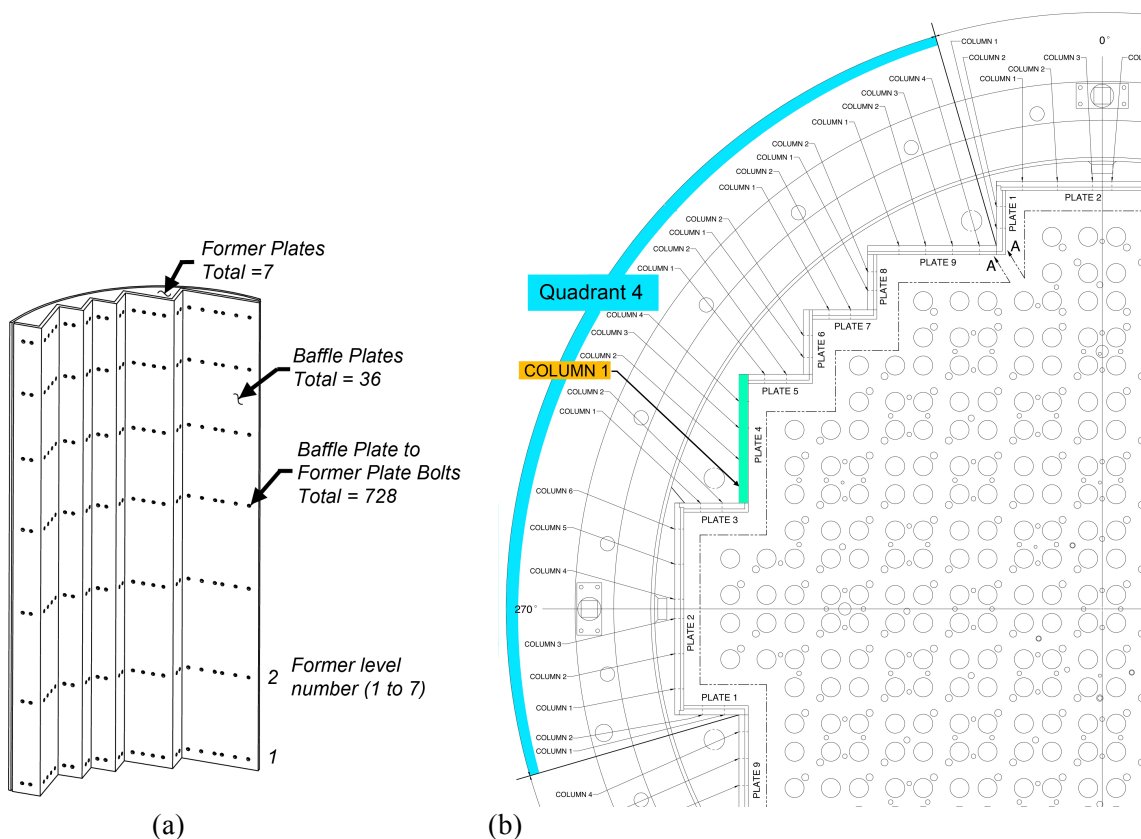 Former Plates
Total =7
Baffle Plates
Total = 36
Baffle Plate to
Former Plate Bolts
Total = 728
2
Former level
number (1 to 7)
1
(a)
COLUMN 1
0°
COLUMN 2
COLUMN 3
COL
COLUMN 1
COLUMN 2
COLUMN 4
COLUMN 3
COLUMN 2
COLUMN 1
COLUMN 2
COLUMN 1
COLUMN 2
COLUMN 1
PLATE 1
PLATE 2
COLUMN 2
COLUMN 1
COLUMN 2
COLUMN 1
A
A
PLATE 9
PLATE 8
Quadrant 4
PLATE 7
PLATE 6
COLUMN 4
COLUMN 3
COLUMN 2
COLUMN 1
PLATE 5
COLUMN 2
COLUMN 1
PLATE 4
COLUMN 6
PLATE 3
COLUMN 5
COLUMN 4
270°
COLUMN 3
PLATE 2
COLUMN 2
COLUMN 1
PLATE 1
COLUMN 2
COLUMN 1
PLATE 9
COLUMN 4
(b)